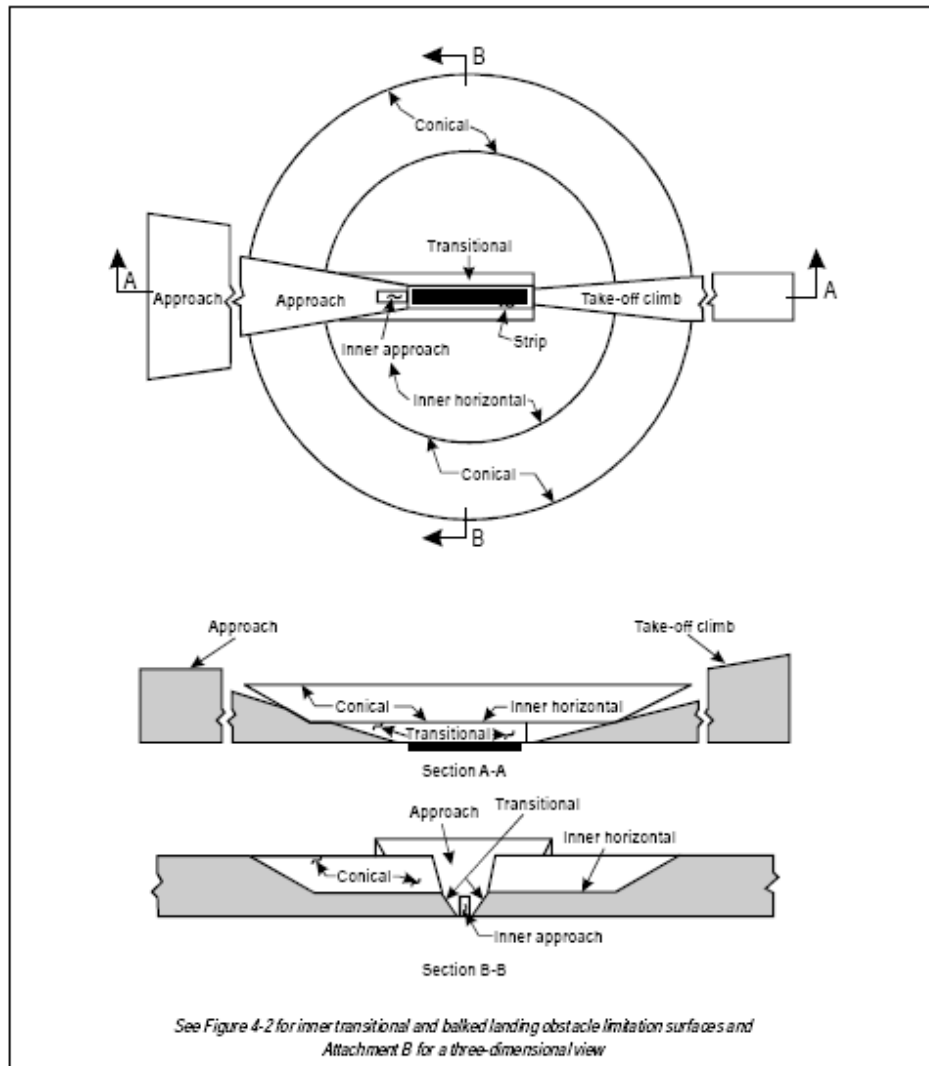 B
Conical
Transitional
A
A
Approach
Approach
Take-off climb
Inner approach
Strip
Inner horizontal
Conical
B
Approach
Take-off climb
Conical
Inner horizontal
Transitional
Section A-A
Transitional
Approach
Inner horizontal
Conical
Inner approach
Section B-B
See Figure 4-2 for inner transitional and balked landing obstacle limitation surfaces and
Attachment B for a three-dimensional view